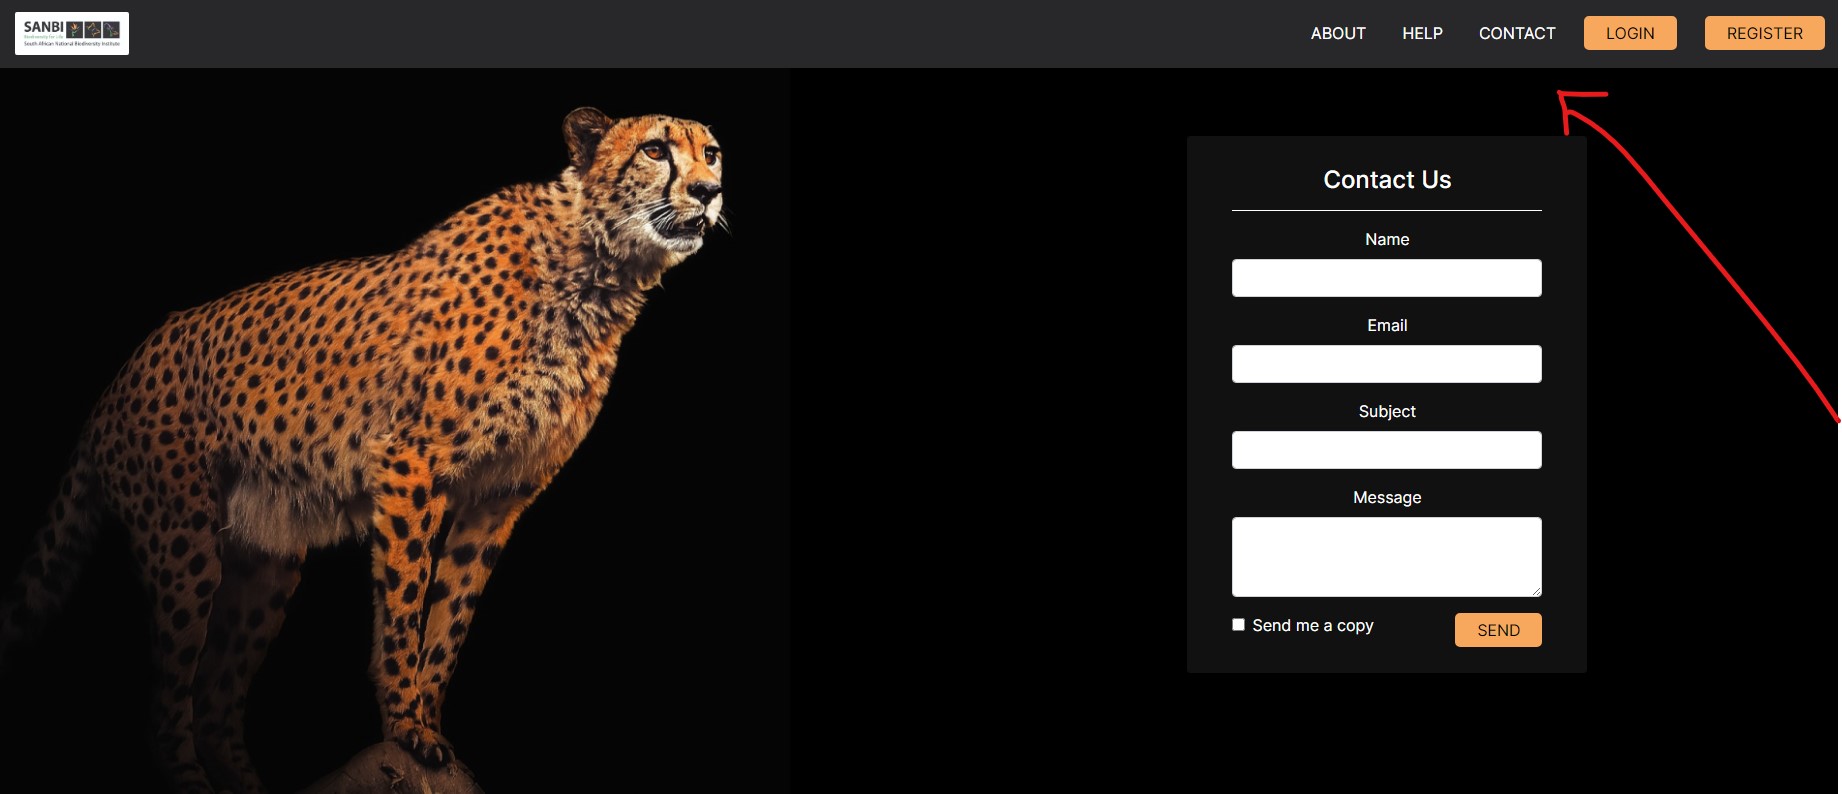 SANBI
Biodiversity for Life
South African National Biodiversity Institute
ABOUT HELP CONTACT LOGIN REGISTER
Contact Us
Name
Email
Subject
Message
Send me a copy SEND